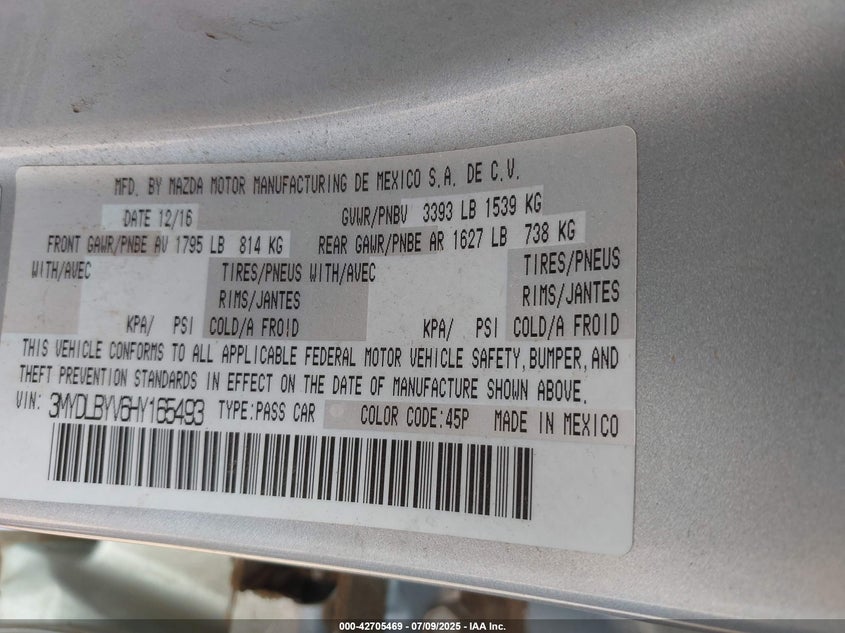 MFD. BY MAZDA MOTOR MANUFACTURING DE MEXICO S.A. DE C.V.
DATE 12/16 GVWR/PNBV 3393 LB 1539 KG
FRONT GAWR/PNBE AV 1795 LB 814 KG REAR GAWR/PNBE AR 1627 LB 738 KG
WITH/AVEC TIRES/PNEUS WITH/AVEC TIRES/PNEUS
RIMS/JANTES RIMS/JANTES
KPA/ PSI COLD/A FROID KPA/ PSI COLD/A FROID
THIS VEHICLE CONFORMS TO ALL APPLICABLE FEDERAL MOTOR VEHICLE SAFETY, BUMPER, AND
THEFT PREVENTION STANDARDS IN EFFECT ON THE DATE OF MANUFACTURE SHOWN ABOVE.
VIN: 3MYDLBYV6HY165493 TYPE:PASS CAR COLOR CODE:45P MADE IN MEXICO
000-42705469 - 07/09/2025 - IAA Inc.